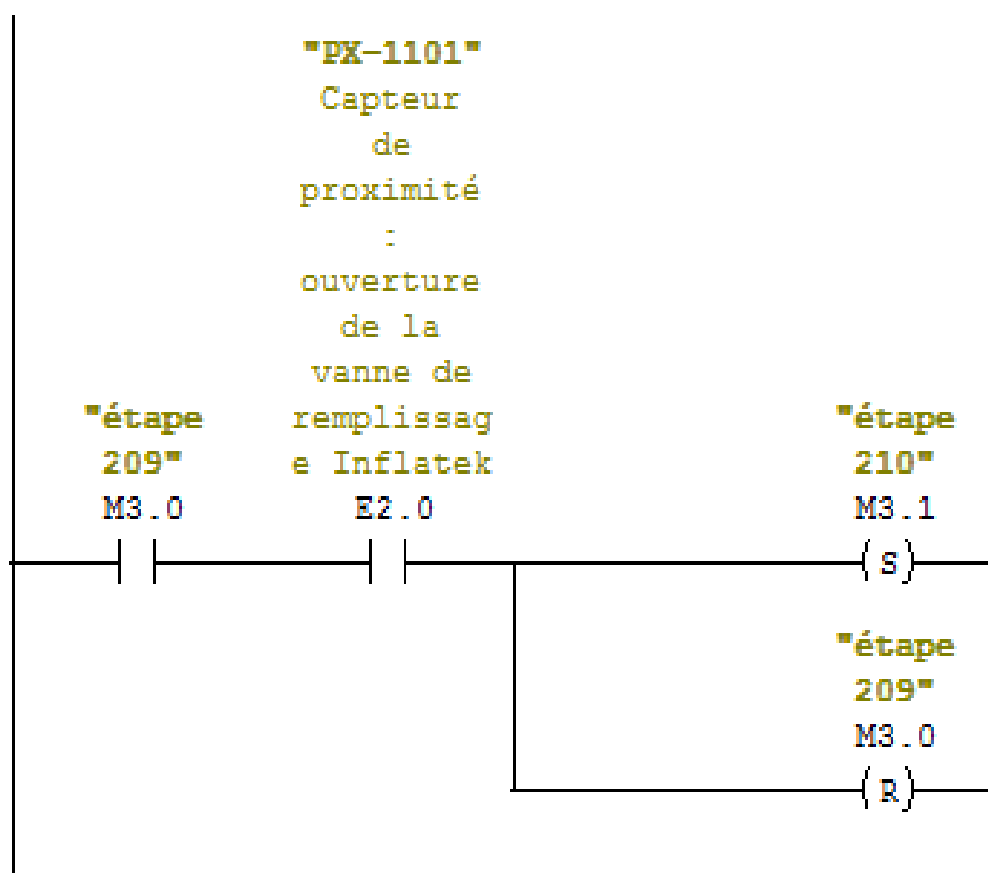 "PX-1101"
Capteur
de
proximité
:
ouverture
de la
vanne de
remplissag
e Inflatek
E2.0
"étape
209"
M3.0
"étape
210"
M3.1
( S )
"étape
209"
M3.0
( R )